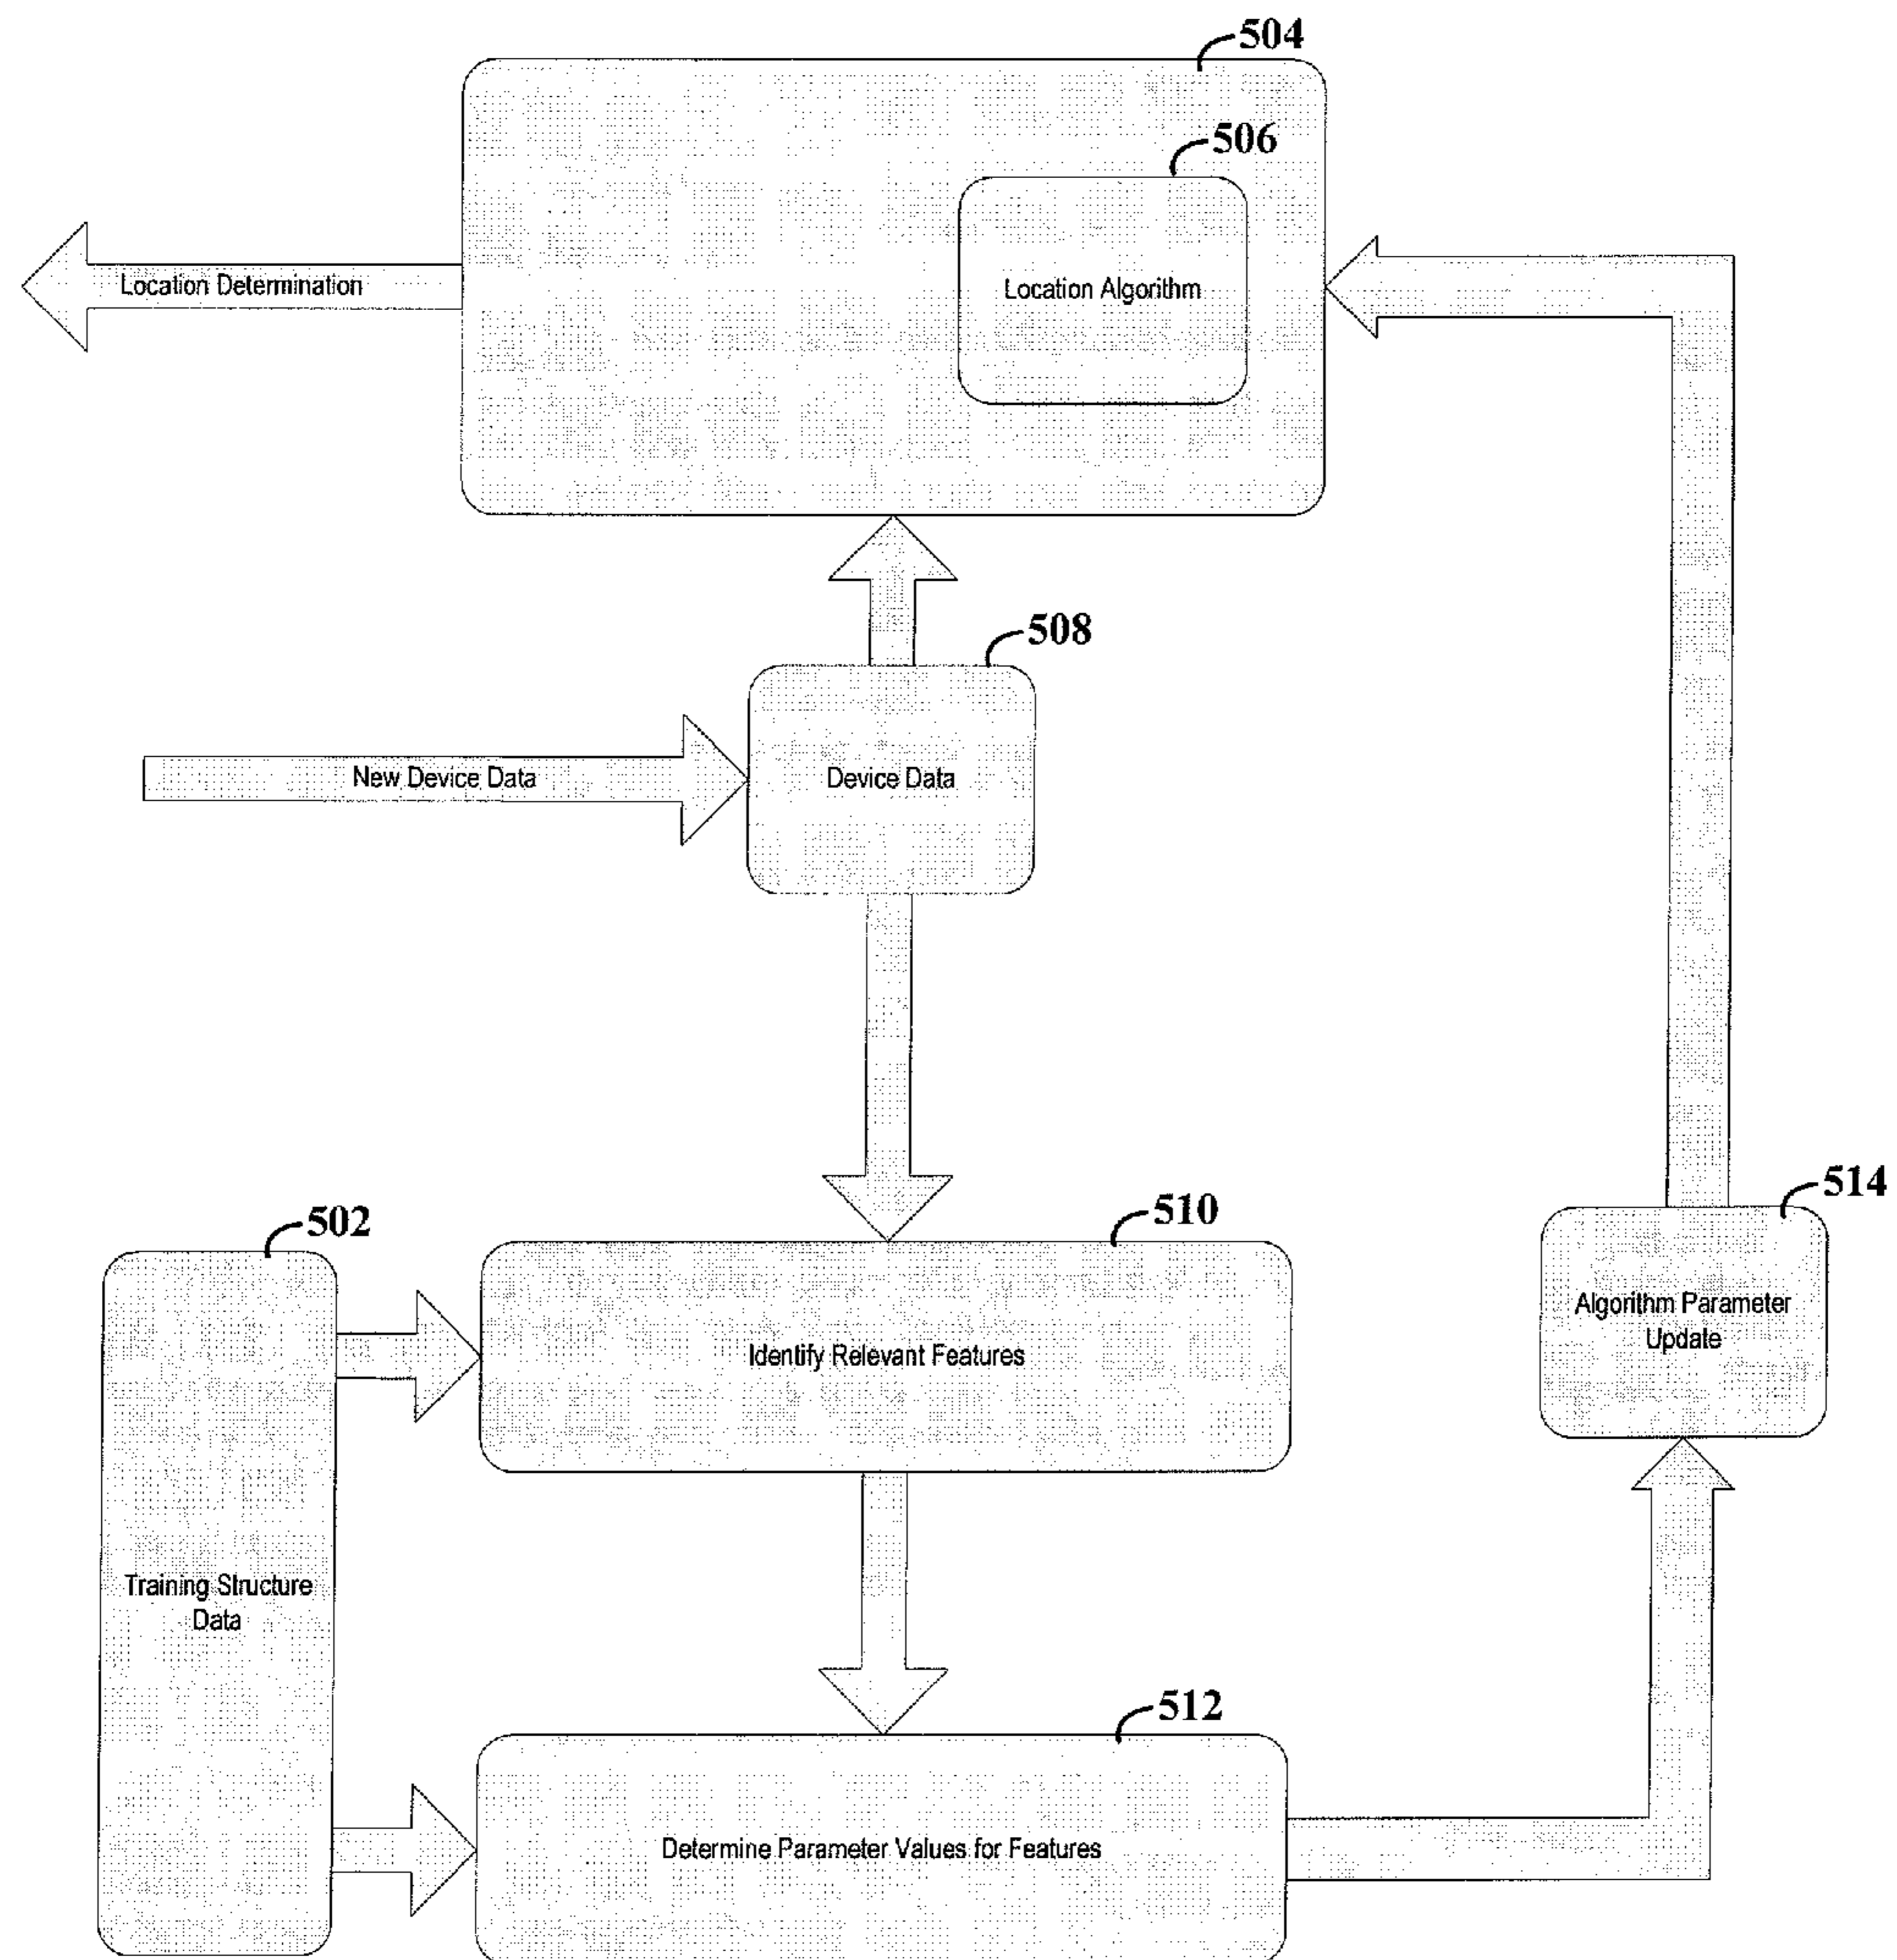 504
506
Location Determination
Location Algorithm
508
New Device Data
Device Data
502
510
514
Identify Relevant Features
Algorithm Parameter
Update
Training Structure
Data
512
Determine Parameter Values for Features